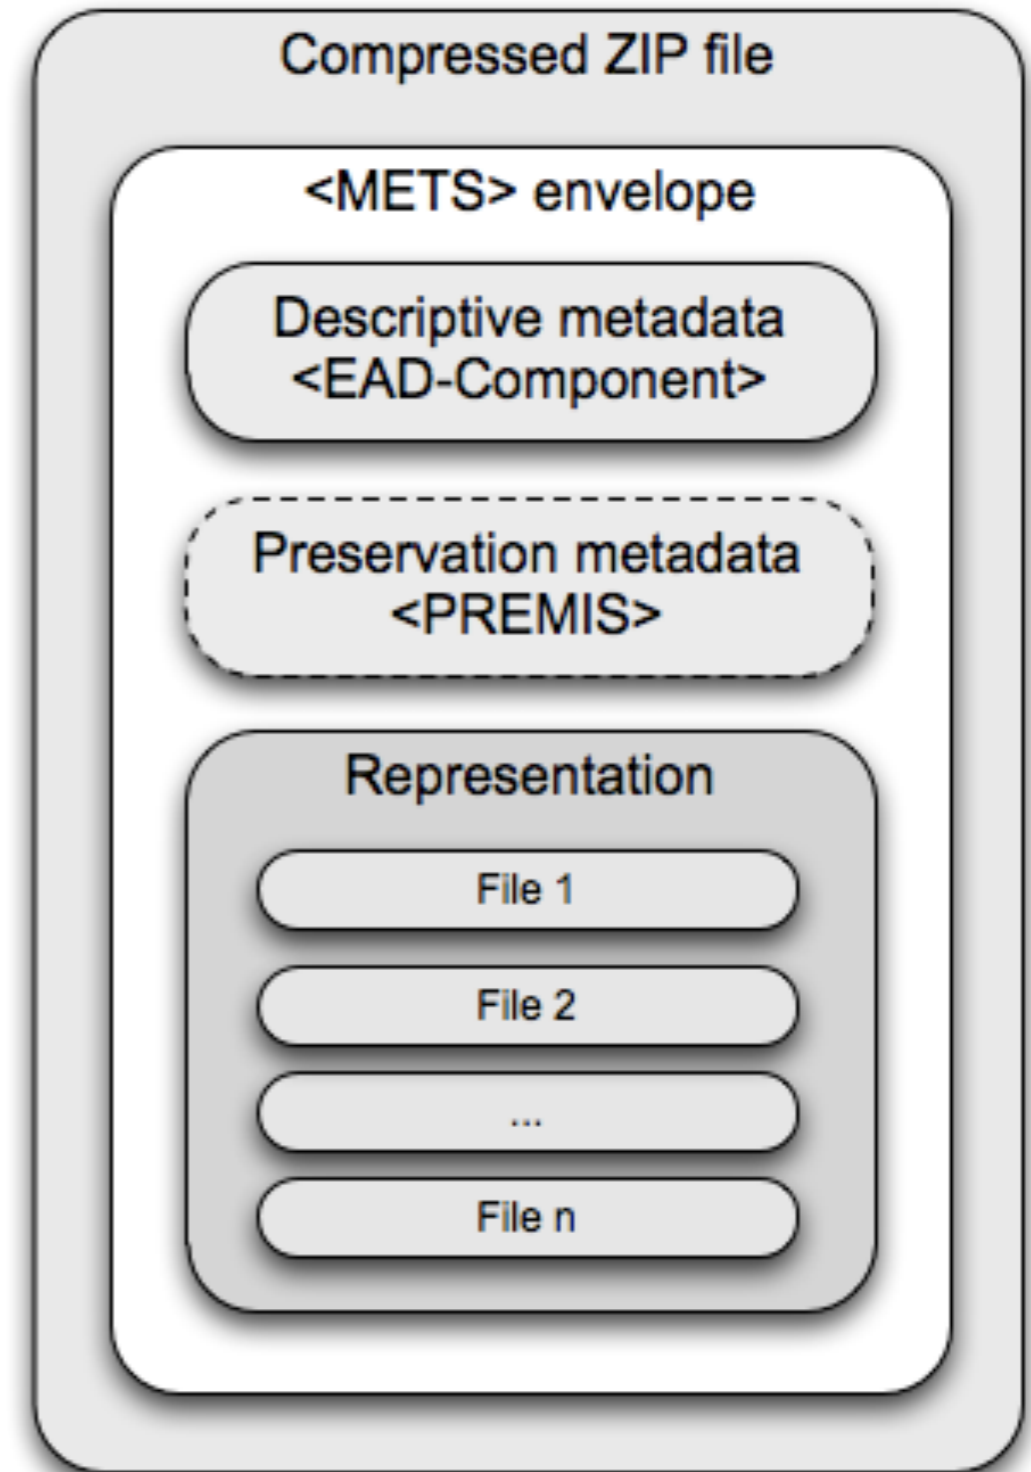 Compressed ZIP file
<METS> envelope
Descriptive metadata
<EAD-Component>
Preservation metadata
<PREMIS>
Representation
File 1
File 2
...
File n